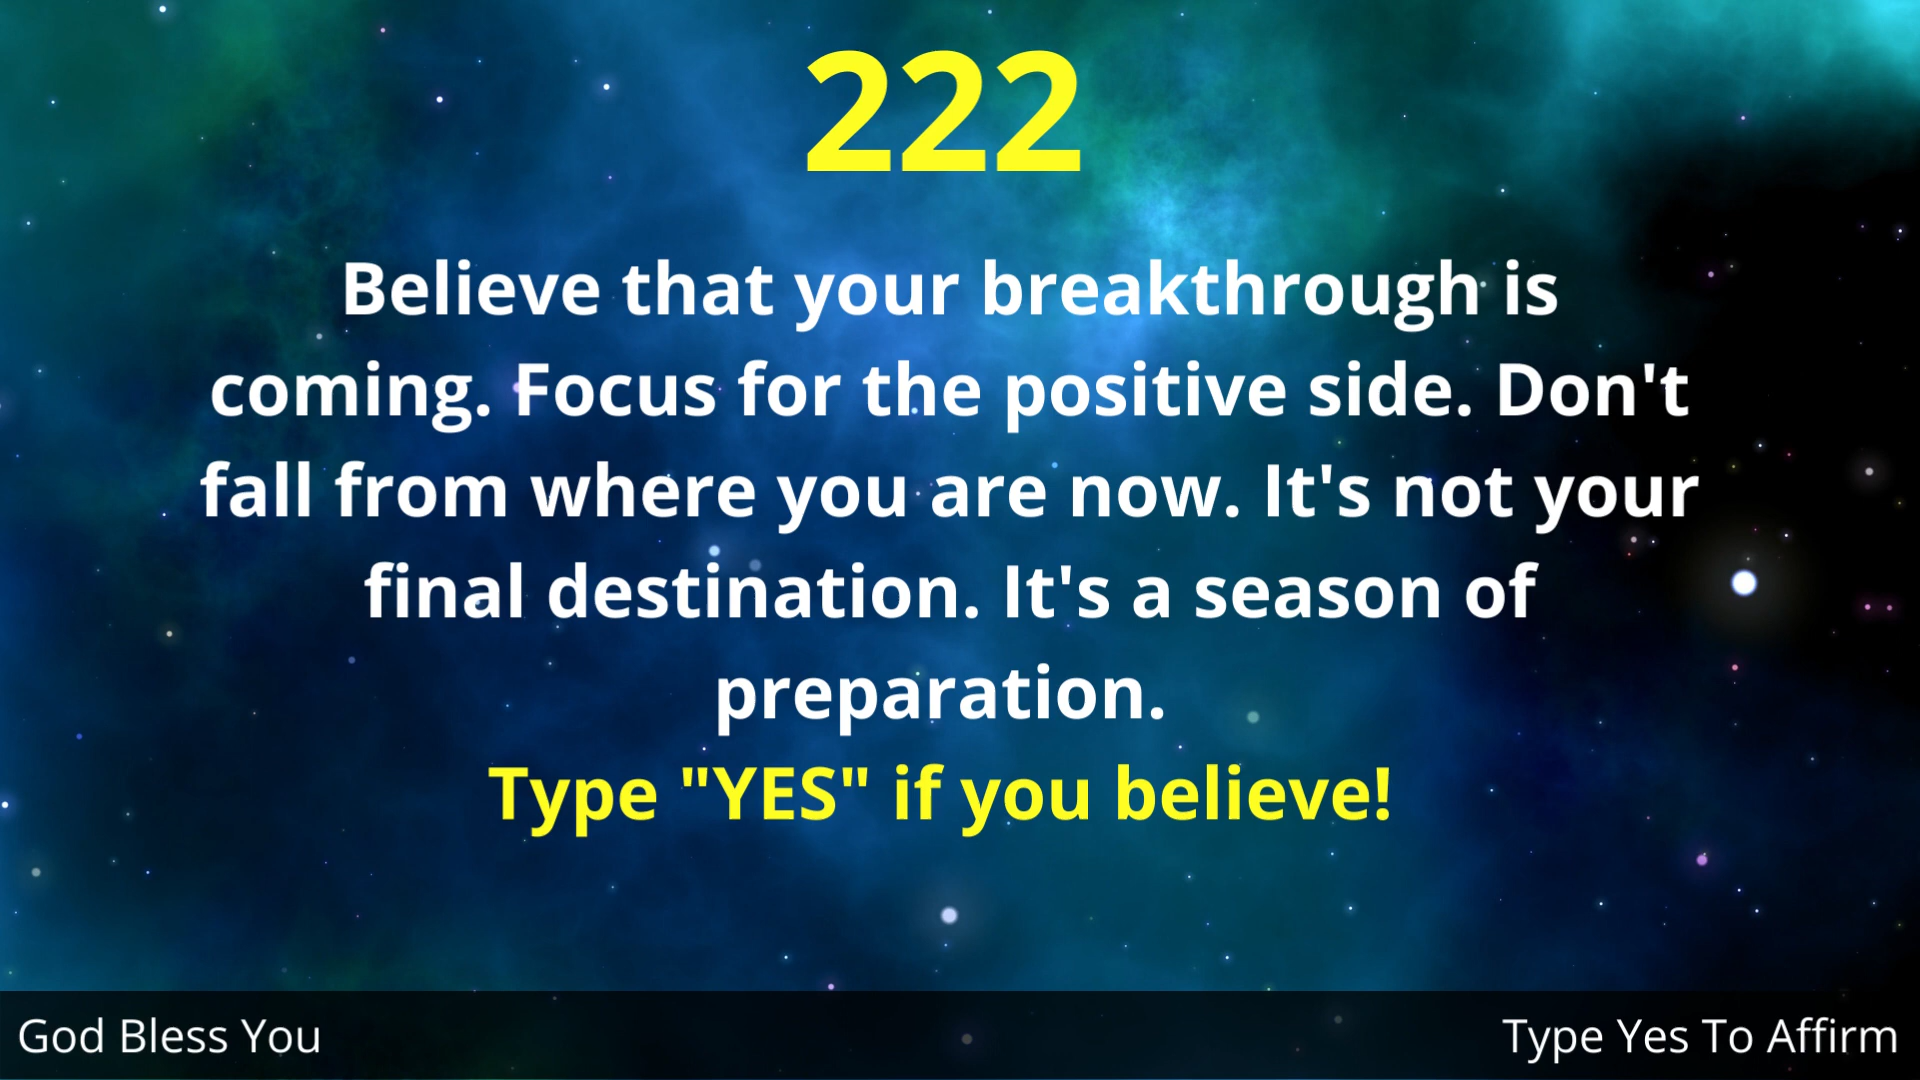 222
Believe that your breakthrough is
coming. Focus for the positive side. Don't
fall from where you are now. It's not your
final destination. It's a season of
preparation.
Type "YES" if you believe!
God Bless You
Type Yes To Affirm